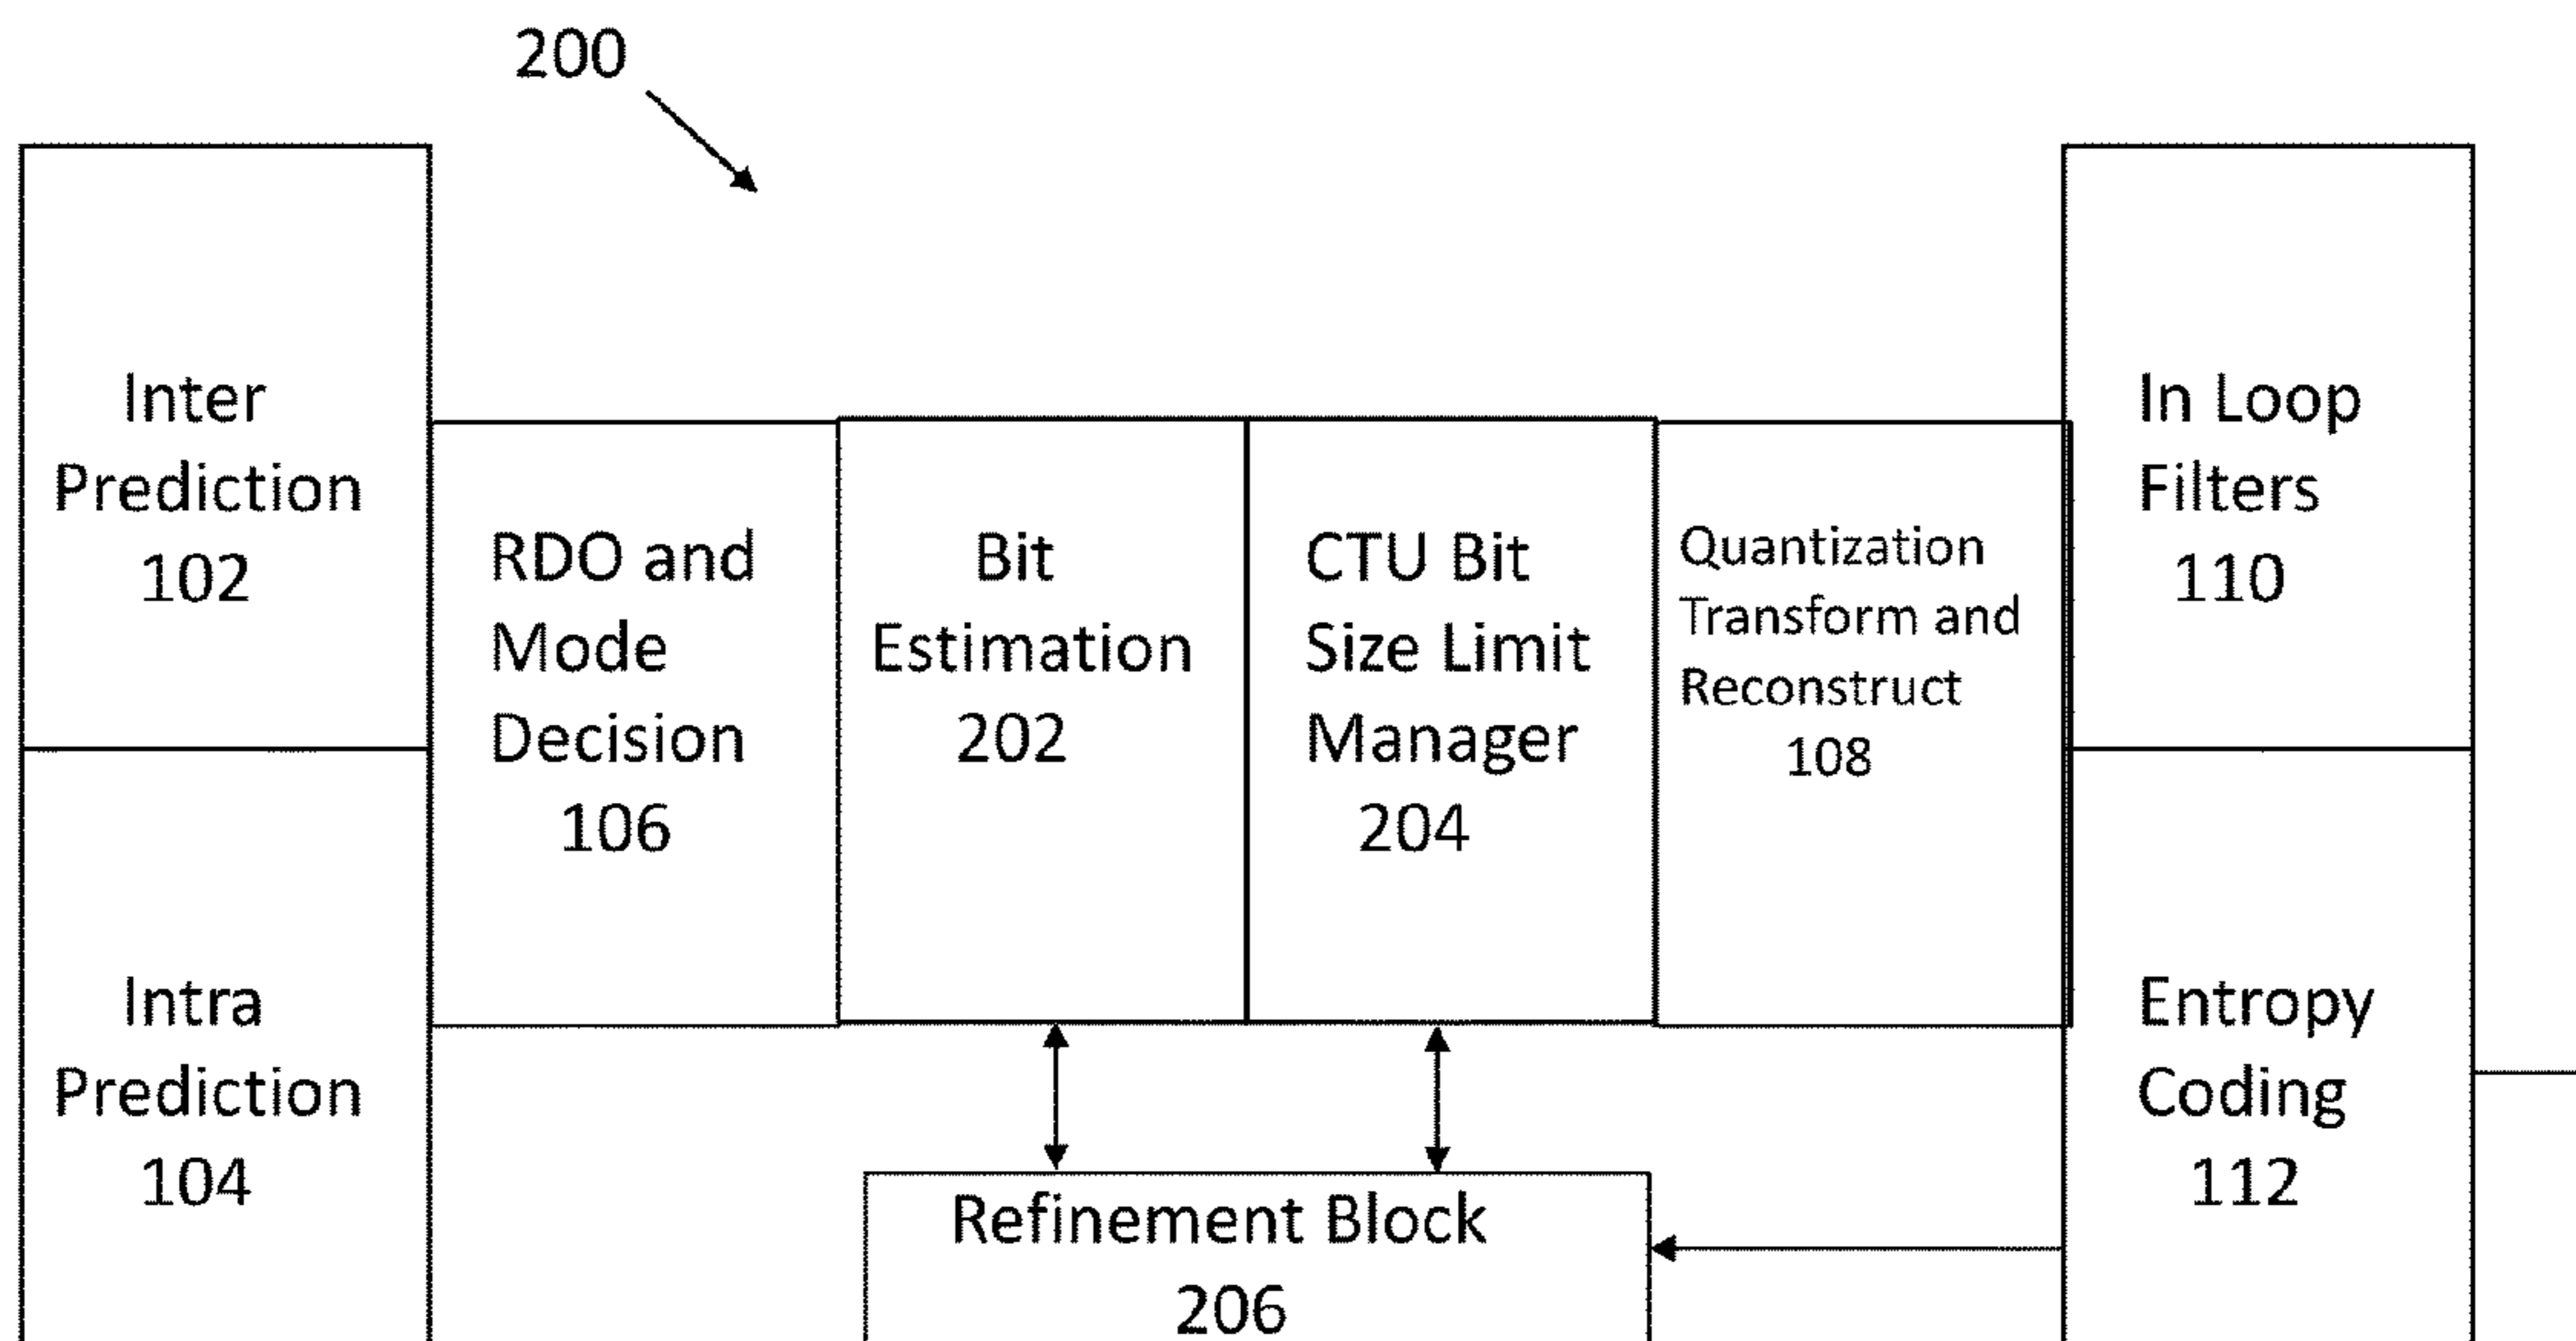 200
Inter
Prediction
102
Intra
Prediction
104
RDO and
Mode
Decision
106
Bit
Estimation
202
CTU Bit
Size Limit
Manager
204
Quantization
Transform and
Reconstruct
108
In Loop
Filters
110
Entropy
Coding
112
Refinement Block
206